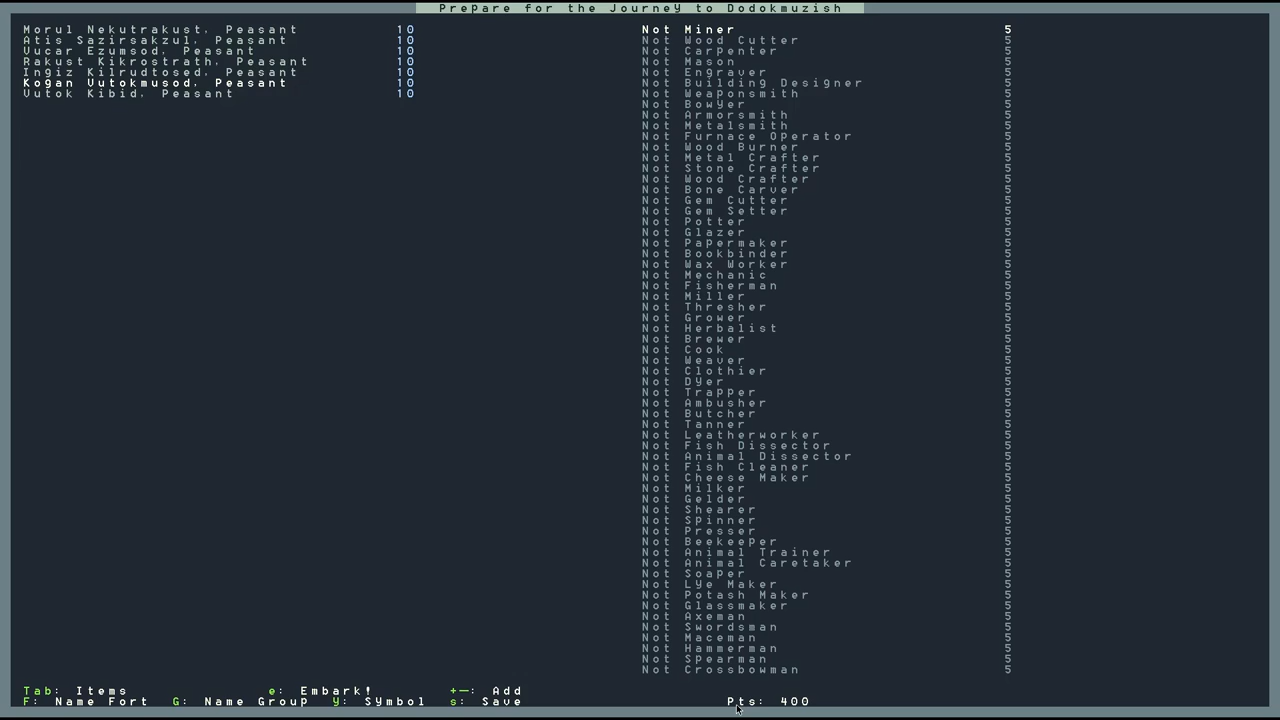 Prepare for the Journey to Dodokmuzish
Morul Nekutrakust, Peasant 10 Not Miner 5
Atis Sazirsakzul, Peasant 10 Not Wood Cutter 5
Vucar Ezumsod, Peasant 10 Not Carpenter 5
Rakust Kikrostrath, Peasant 10 Not Mason 5
Ingiz Kilrudtosed, Peasant 10 Not Engraver 5
Kogan Vutokmusod, Peasant 10 Not Building Designer 5
Vutok Kibid, Peasant 10 Not Weaponsmith 5
Not Bowyer 5
Not Armorsmith 5
Not Metalsmith 5
Not Furnace Operator 5
Not Wood Burner 5
Not Metal Crafter 5
Not Stone Crafter 5
Not Wood Crafter 5
Not Bone Carver 5
Not Gem Cutter 5
Not Gem Setter 5
Not Potter 5
Not Glazer 5
Not Papermaker 5
Not Bookbinder 5
Not Wax Worker 5
Not Mechanic 5
Not Fisherman 5
Not Miller 5
Not Thresher 5
Not Grower 5
Not Herbalist 5
Not Brewer 5
Not Cook 5
Not Weaver 5
Not Clothier 5
Not Dyer 5
Not Trapper 5
Not Ambusher 5
Not Butcher 5
Not Tanner 5
Not Leatherworker 5
Not Fish Dissector 5
Not Animal Dissector 5
Not Fish Cleaner 5
Not Cheese Maker 5
Not Milker 5
Not Gelder 5
Not Shearer 5
Not Spinner 5
Not Presser 5
Not Beekeeper 5
Not Animal Trainer 5
Not Animal Caretaker 5
Not Soaper 5
Not Lye Maker 5
Not Potash Maker 5
Not Glassmaker 5
Not Axeman 5
Not Swordsman 5
Not Maceman 5
Not Hammerman 5
Not Spearman 5
Not Crossbowman 5
Tab: Items e: Embark! +-: Add
F: Name Fort G: Name Group y: Symbol s: Save Pts: 400